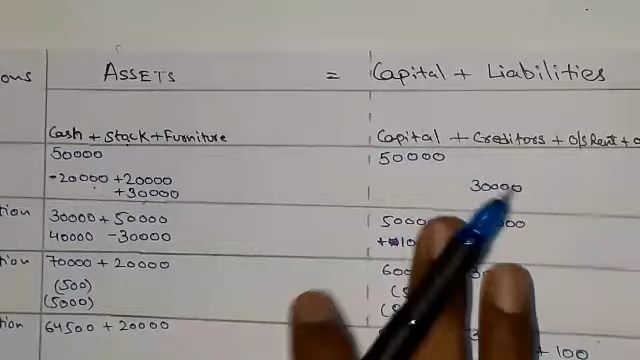 ons ASSETS = Capital + Liabilities
Cash + Stock + Furniture Capital + Creditors + O/s Rent +
50000 50000
-20000 +20000
+30000 30000
tion 30000 + 50000
40000 -30000
tion 70000 + 20000
(500)
(5000)
tion 64500 + 20000
+ 100